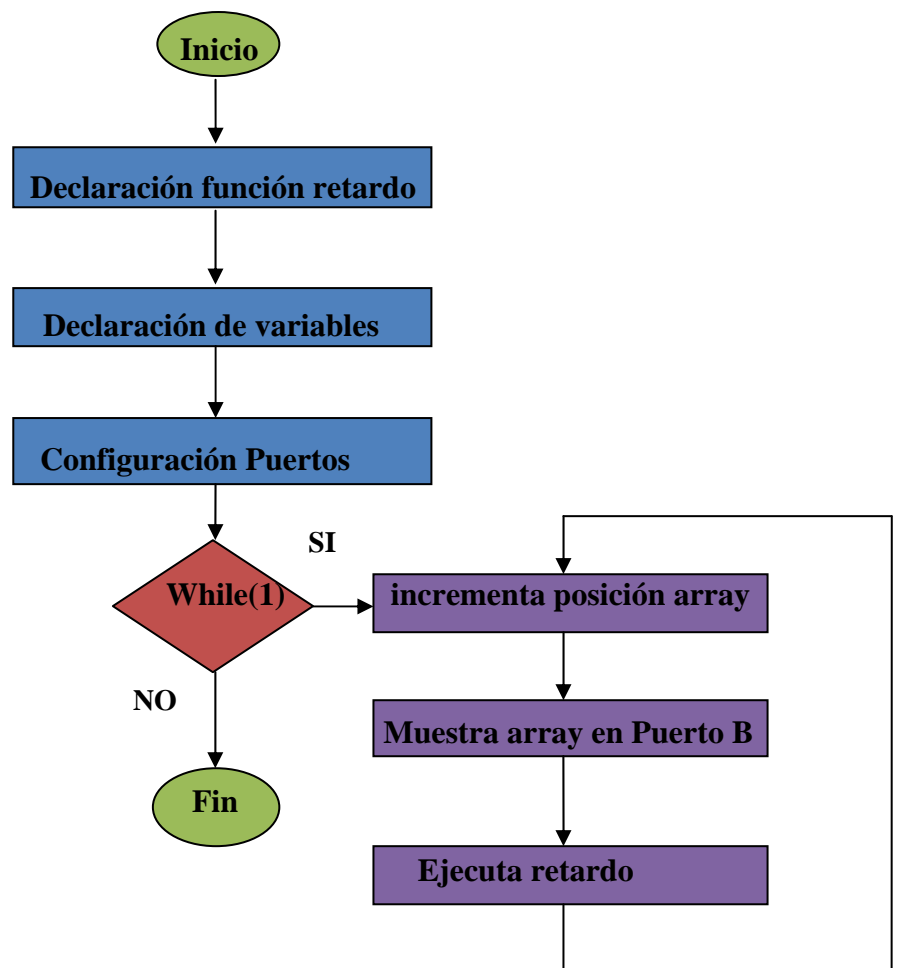 Inicio
Declaración función retardo
Declaración de variables
Configuración Puertos
SI
While(1)
incrementa posición array
NO
Muestra array en Puerto B
Fin
Ejecuta retardo